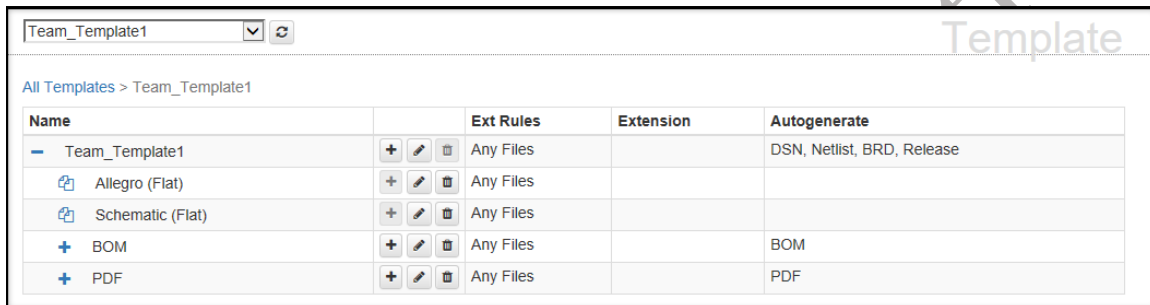 Team_Template1
Template
All Templates > Team_Template1
Name Ext Rules Extension Autogenerate
Team_Template1 Any Files DSN, Netlist, BRD, Release
Allegro (Flat) Any Files
Schematic (Flat) Any Files
BOM Any Files BOM
PDF Any Files PDF